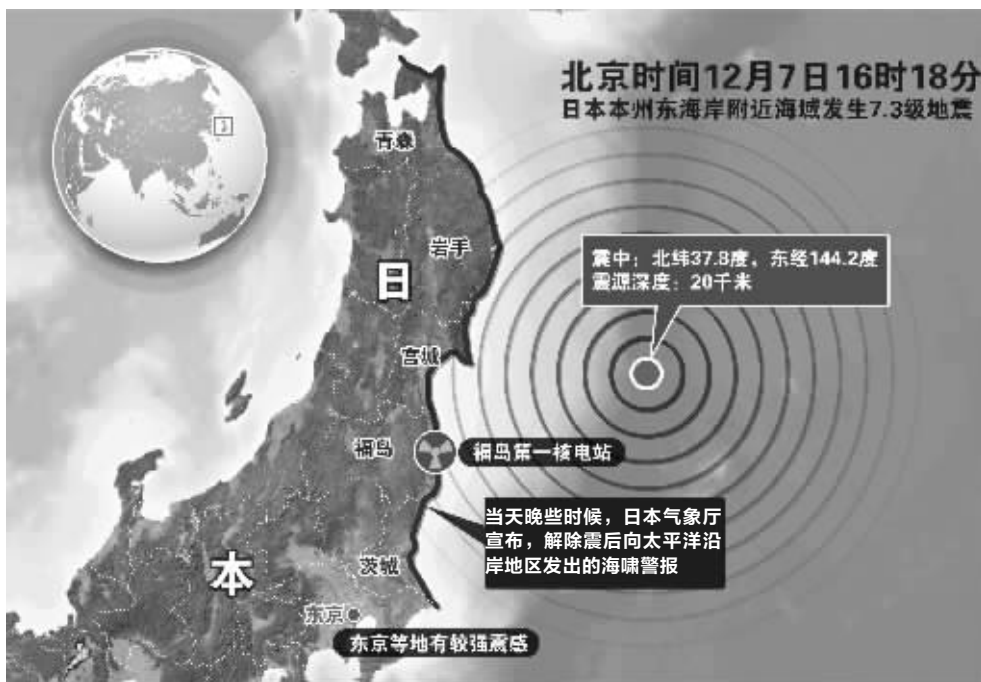 北京时间12月7日16时18分
日本本州东海岸附近海域发生7.3级地震
青森
岩手
震中：北纬37.8度，东经144.2度
震源深度：20千米
日
宫城
福岛
福岛第一核电站
当天晚些时候，日本气象厅
宣布，解除震后向太平洋沿
岸地区发出的海啸警报
茨城
本
东京
东京等地有较强震感